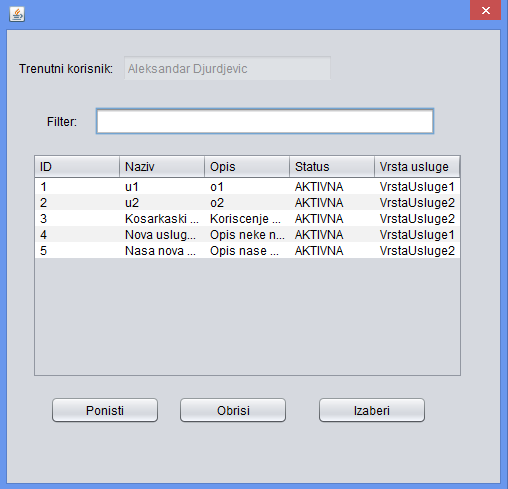 Trenutni korisnik: Aleksandar Djurdjevic
Filter:
ID Naziv Opis Status Vrsta usluge
1 u1 o1 AKTIVNA VrstaUsluge1
2 u2 o2 AKTIVNA VrstaUsluge2
3 Kosarkaski ... Koriscenje ... AKTIVNA VrstaUsluge2
4 Nova uslug... Opis neke n... AKTIVNA VrstaUsluge1
5 Nasa nova ... Opis nase ... AKTIVNA VrstaUsluge2
Ponisti Obrisi Izaberi